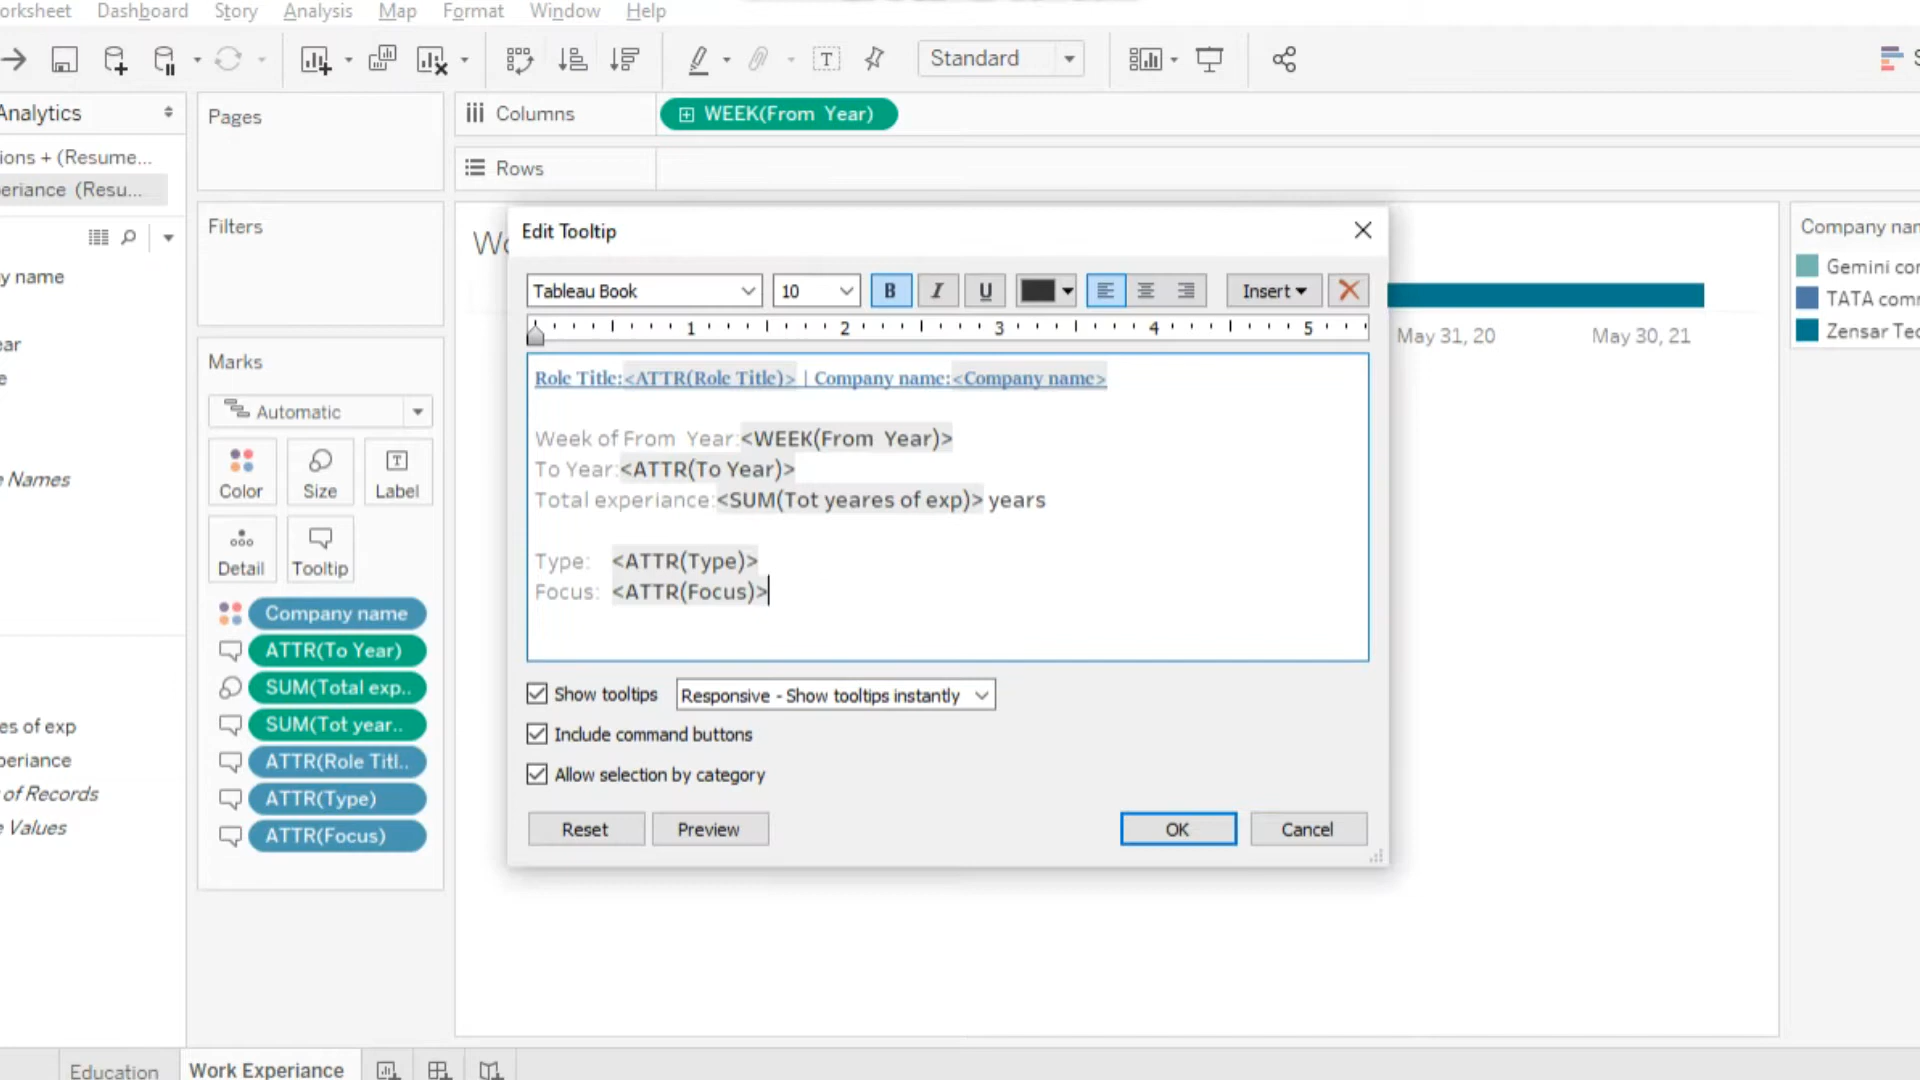 orksheet Dashboard Story Analysis Map Format Window Help
Standard
Analytics
Pages
Columns
WEEK(From Year)
ions + (Resume...
eriance (Resu...
Rows
Filters
y name
ar
e
e Names
es of exp
periance
of Records
e Values
Marks
Automatic
Color
Size
Label
Detail
Tooltip
Company name
ATTR(To Year)
SUM(Total exp..
SUM(Tot year..
ATTR(Role Titl..
ATTR(Type)
ATTR(Focus)
Wo
Edit Tooltip
Tableau Book
10
B
I
U
Insert
1 2 3 4 5
Role Title:<ATTR(Role Title)> | Company name:<Company name>
Week of From Year:<WEEK(From Year)>
To Year:<ATTR(To Year)>
Total experiance:<SUM(Tot yeares of exp)> years
Type: <ATTR(Type)>
Focus: <ATTR(Focus)>
Show tooltips
Responsive - Show tooltips instantly
Include command buttons
Allow selection by category
Reset
Preview
OK
Cancel
May 31, 20
May 30, 21
Company nam
Gemini cor
TATA comm
Zensar Tec
Education
Work Experiance